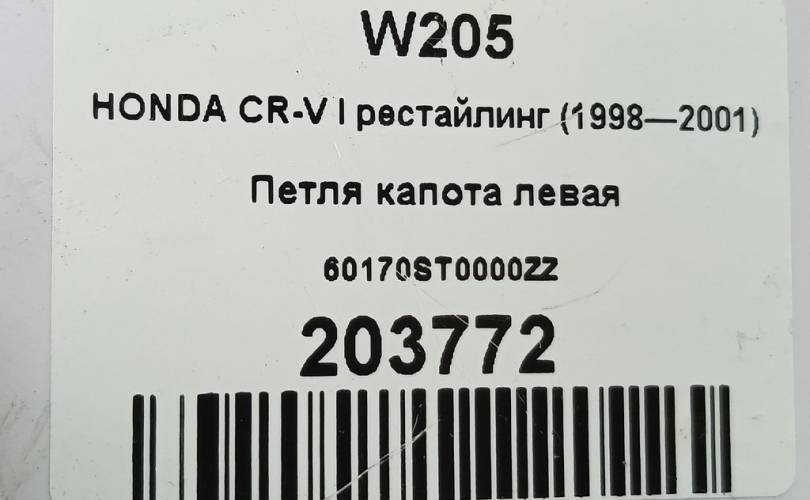 W205
HONDA CR-V I рестайлинг (1998—2001)
Петля капота левая
60170ST0000ZZ
203772